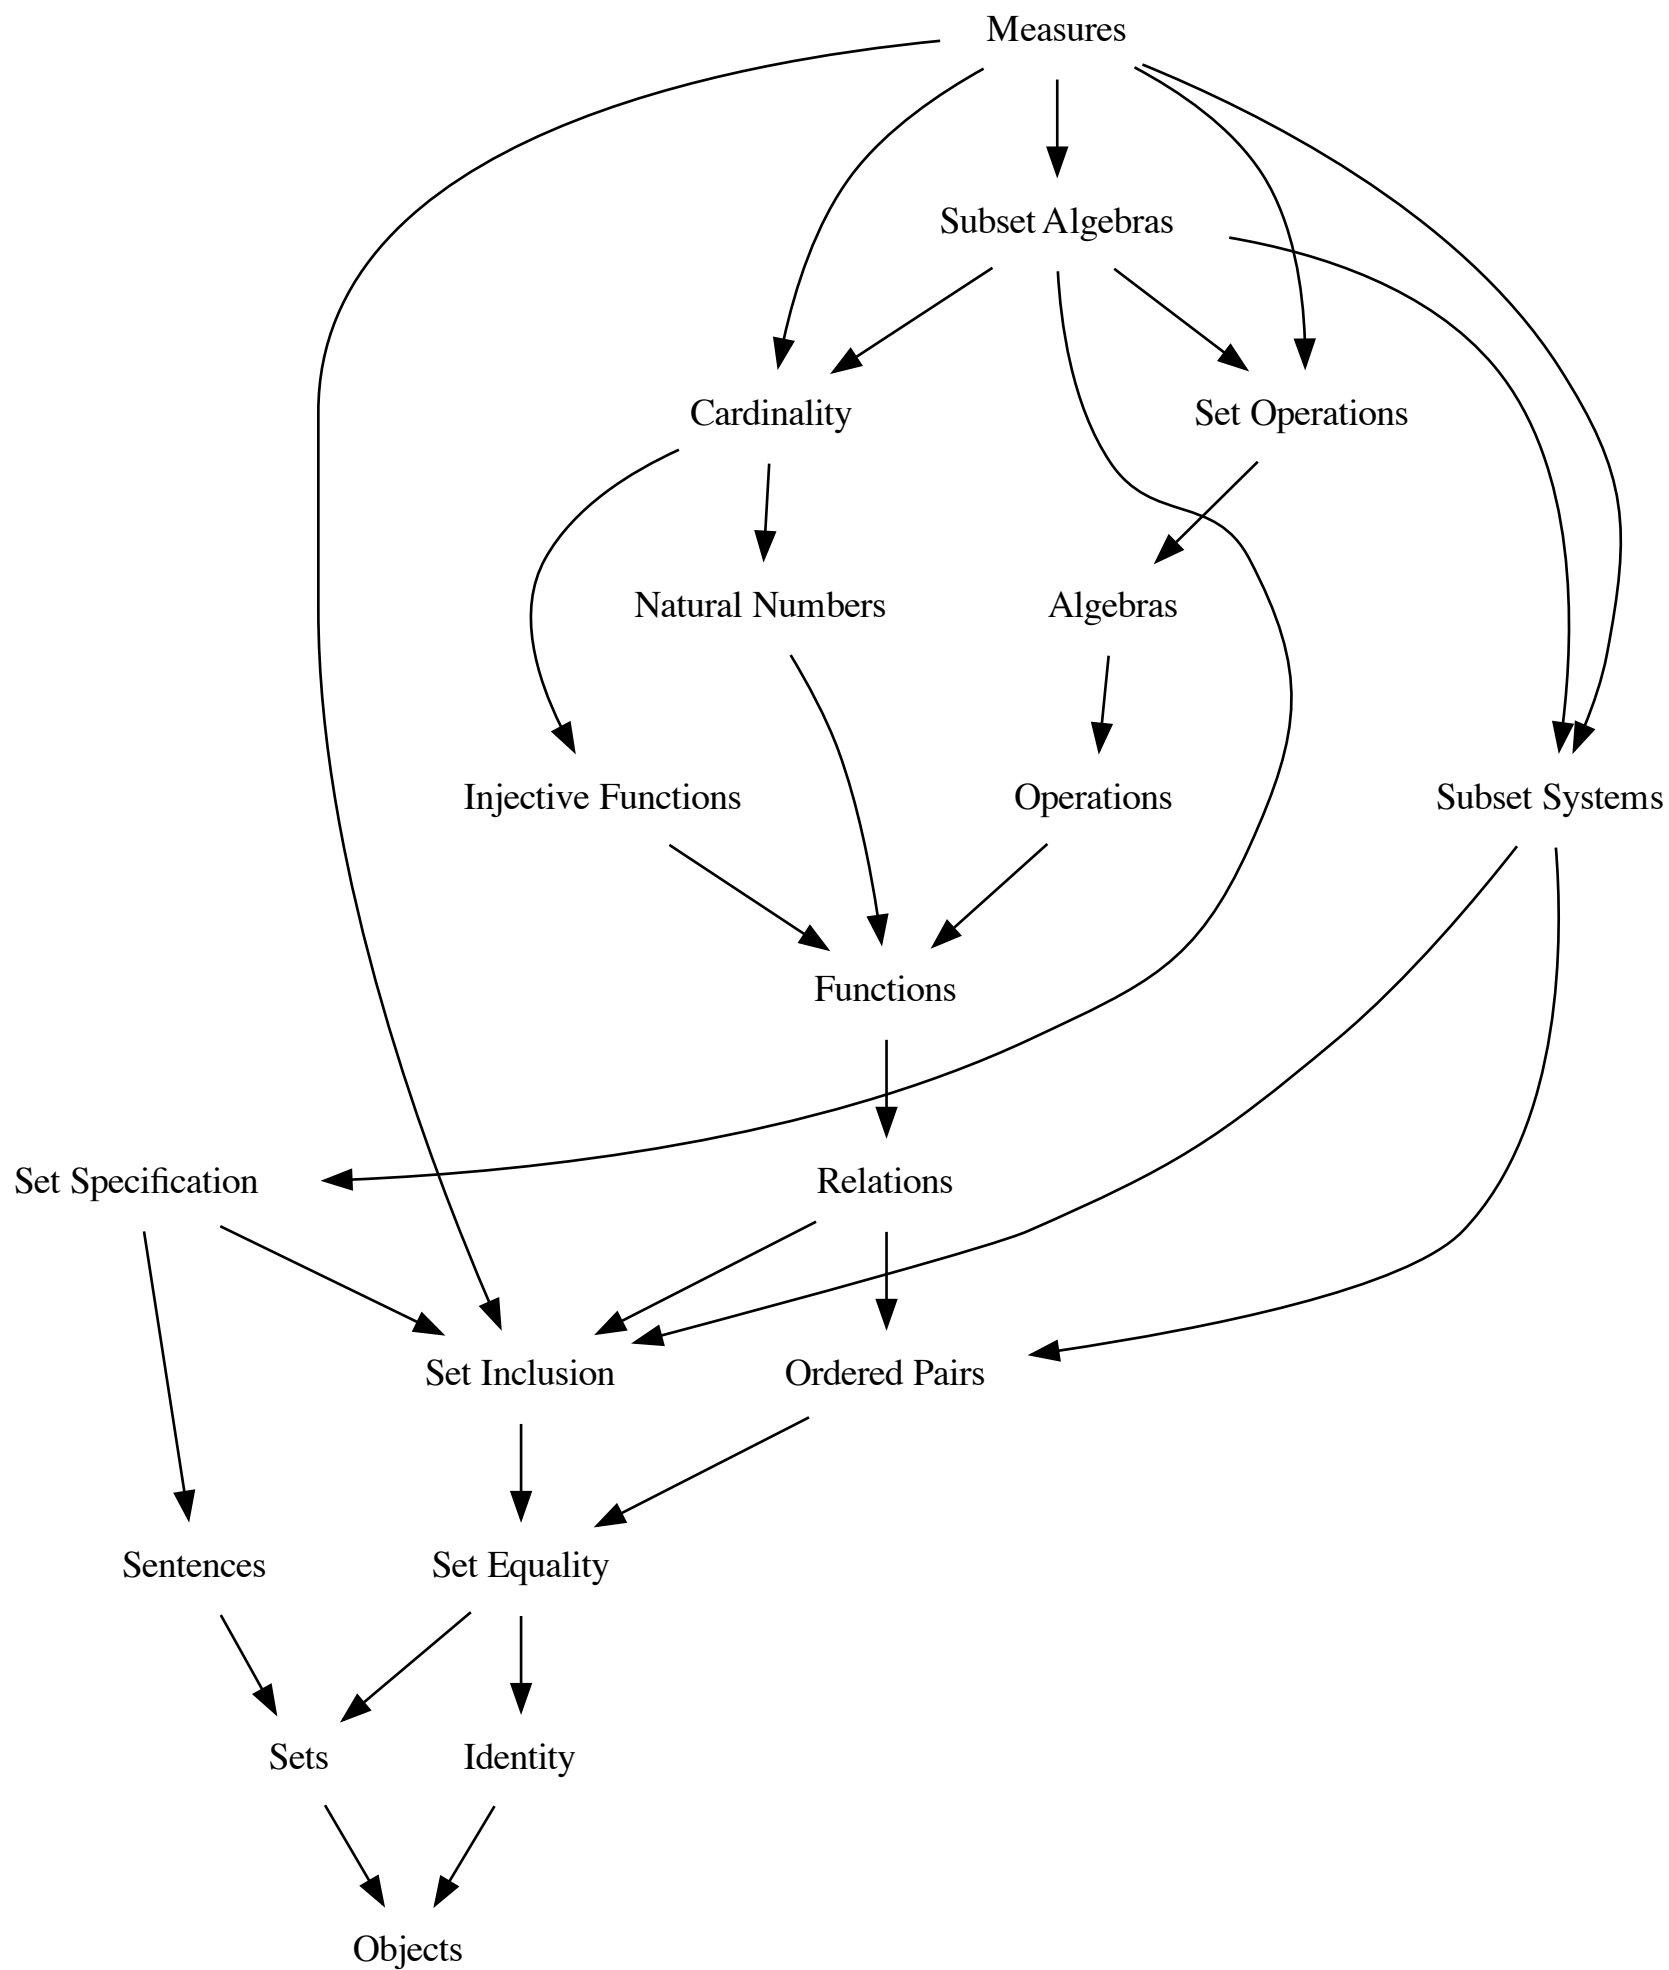 Measures
Subset Algebras
Cardinality
Set Operations
Natural Numbers
Algebras
Injective Functions
Operations
Subset Systems
Functions
Set Specification
Relations
Set Inclusion
Ordered Pairs
Sentences
Set Equality
Sets
Identity
Objects